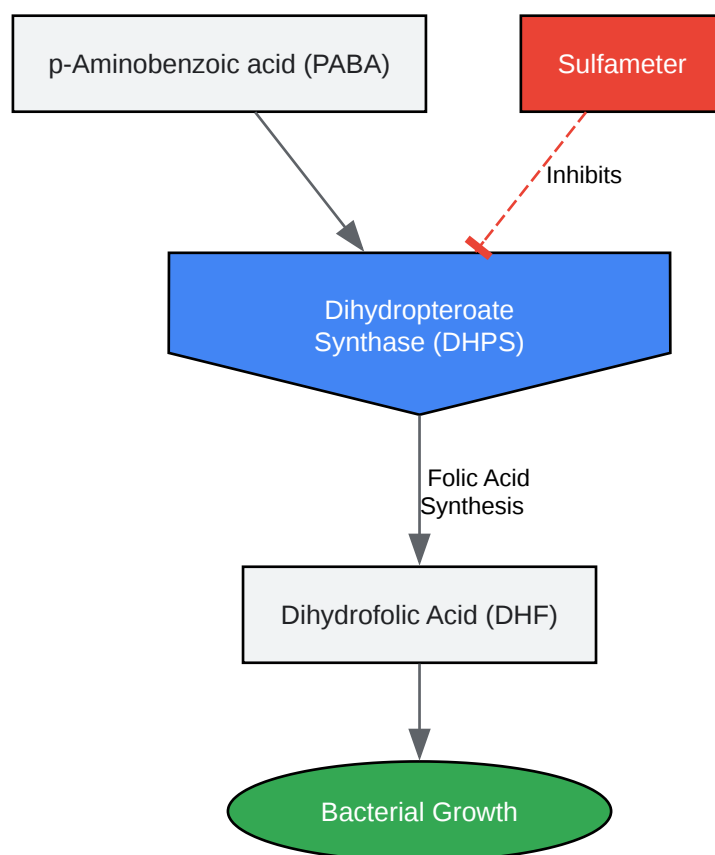 p-Aminobenzoic acid (PABA)
Sulfameter
Inhibits
Dihydropteroate
Synthase (DHPS)
Folic Acid
Synthesis
Dihydrofolic Acid (DHF)
Bacterial Growth